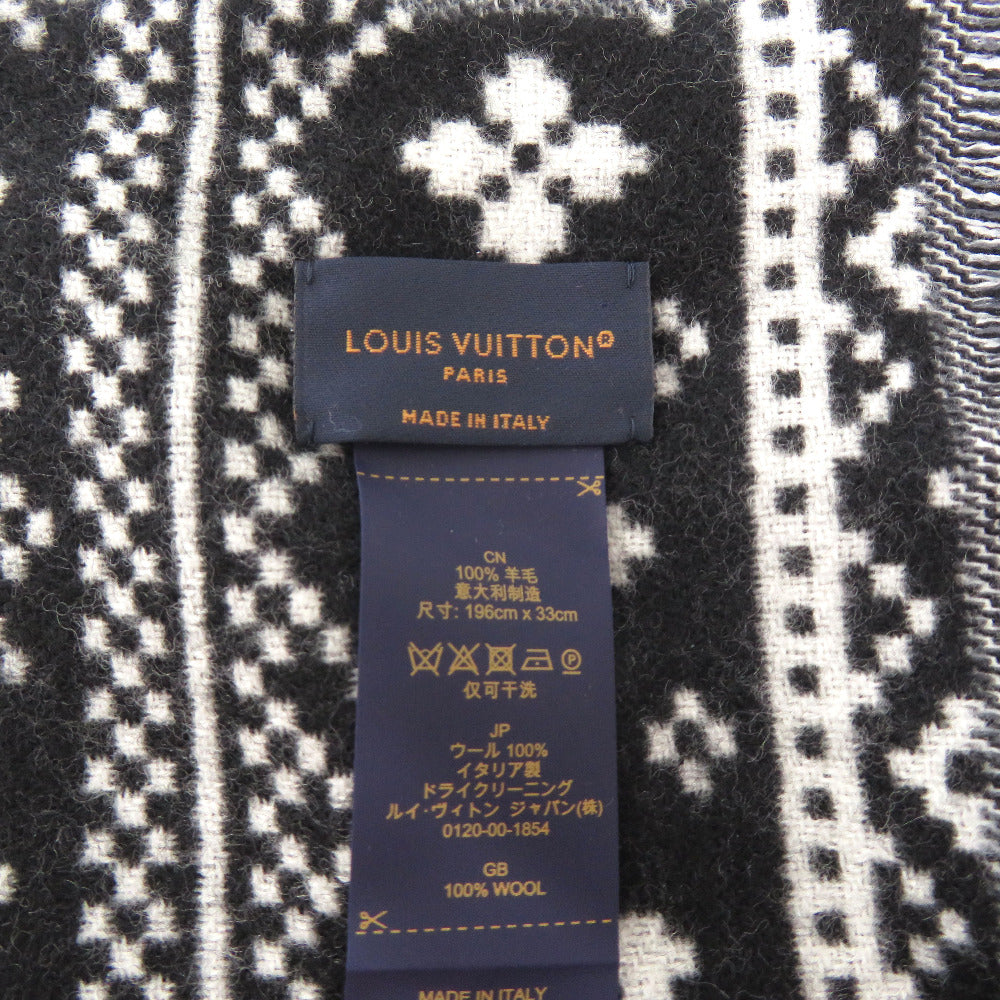 LOUIS VUITTON®
PARIS
MADE IN ITALY
CN
100% 羊毛
意大利制造
尺寸: 196cm x 33cm
仅可干洗
JP
ウール 100%
イタリア製
ドライクリーニング
ルイ・ヴィトン ジャパン(株)
0120-00-1854
GB
100% WOOL
MADE IN ITALY